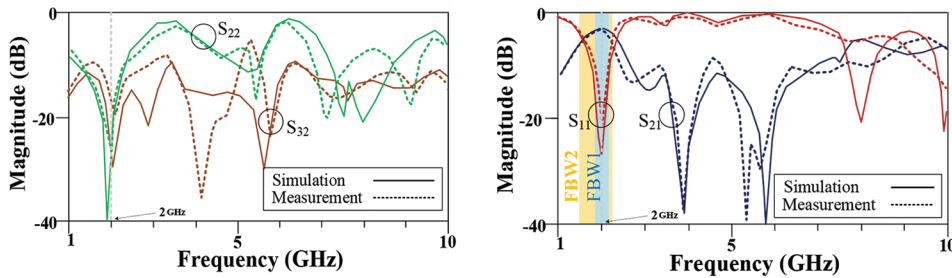 0
-20
-40
Magnitude (dB)
S22
S32
Simulation
Measurement
2 GHz
1
5
10
Frequency (GHz)
0
-20
-40
Magnitude (dB)
S11
S21
FBW2
FBW1
Simulation
Measurement
2 GHz
1
5
10
Frequency (GHz)